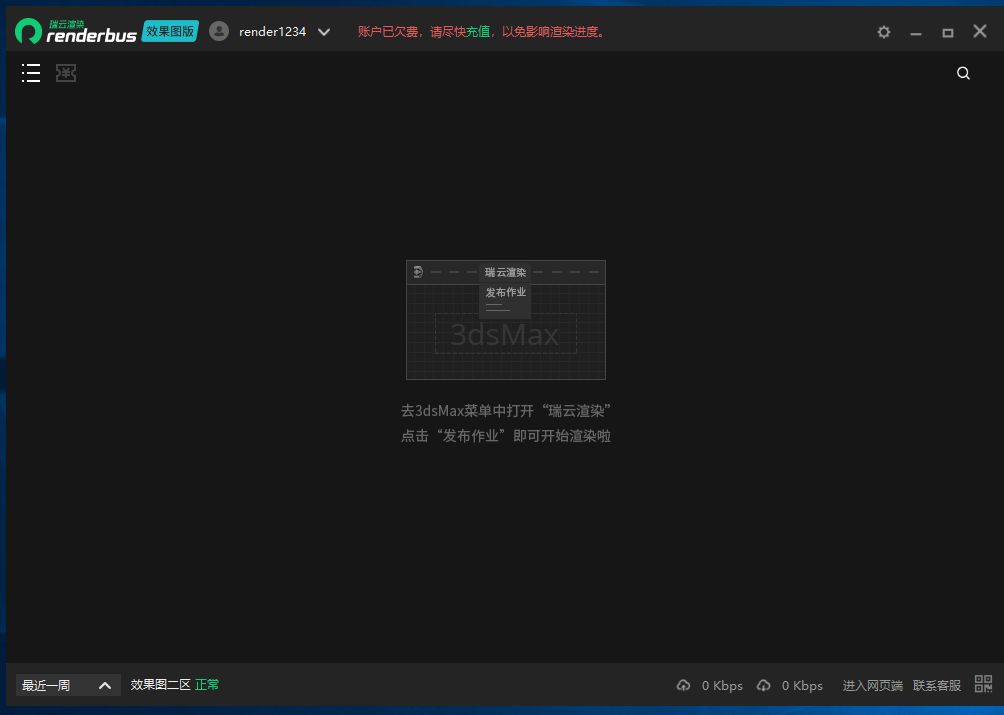 瑞云渲染
renderbus 效果图版 render1234 账户已欠费，请尽快充值，以免影响渲染进度。
瑞云渲染
发布作业
3dsMax
去3dsMax菜单中打开“瑞云渲染”
点击“发布作业”即可开始渲染啦
最近一周 效果图二区 正常 0 Kbps 0 Kbps 进入网页端 联系客服